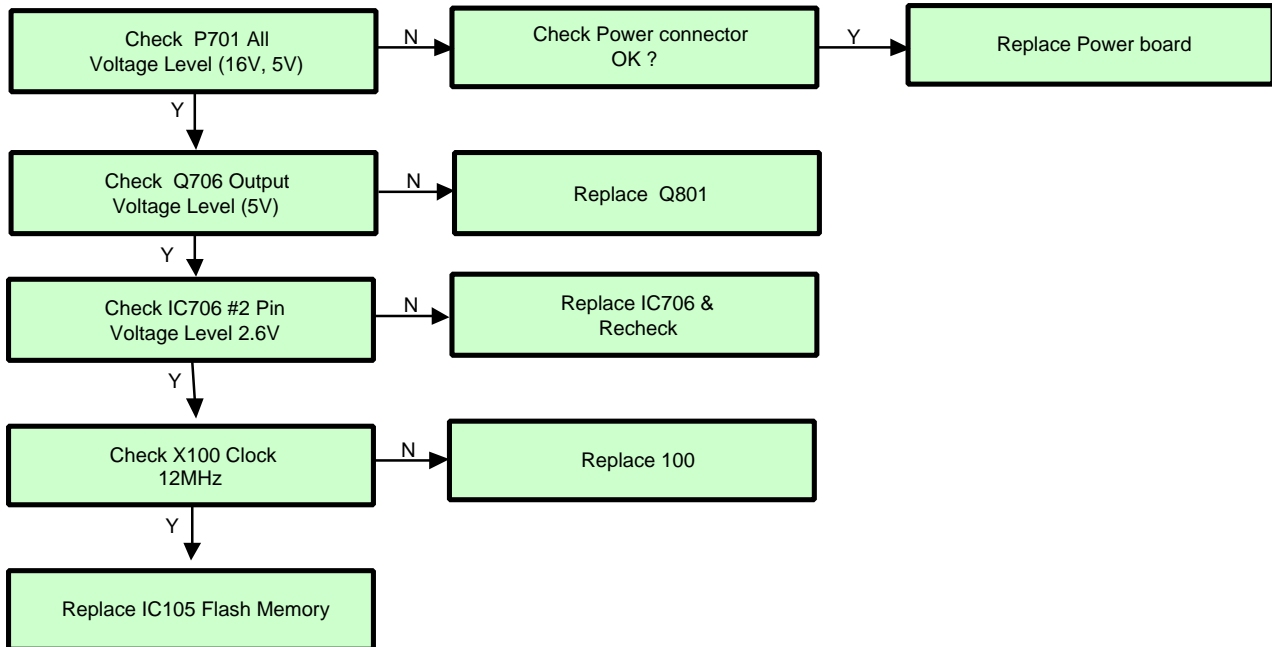 Check P701 All
Voltage Level (16V, 5V)
N
Check Power connector
OK ?
Y
Replace Power board
Y
Check Q706 Output
Voltage Level (5V)
N
Replace Q801
Y
Check IC706 #2 Pin
Voltage Level 2.6V
N
Replace IC706 &
Recheck
Y
Check X100 Clock
12MHz
N
Replace 100
Y
Replace IC105 Flash Memory